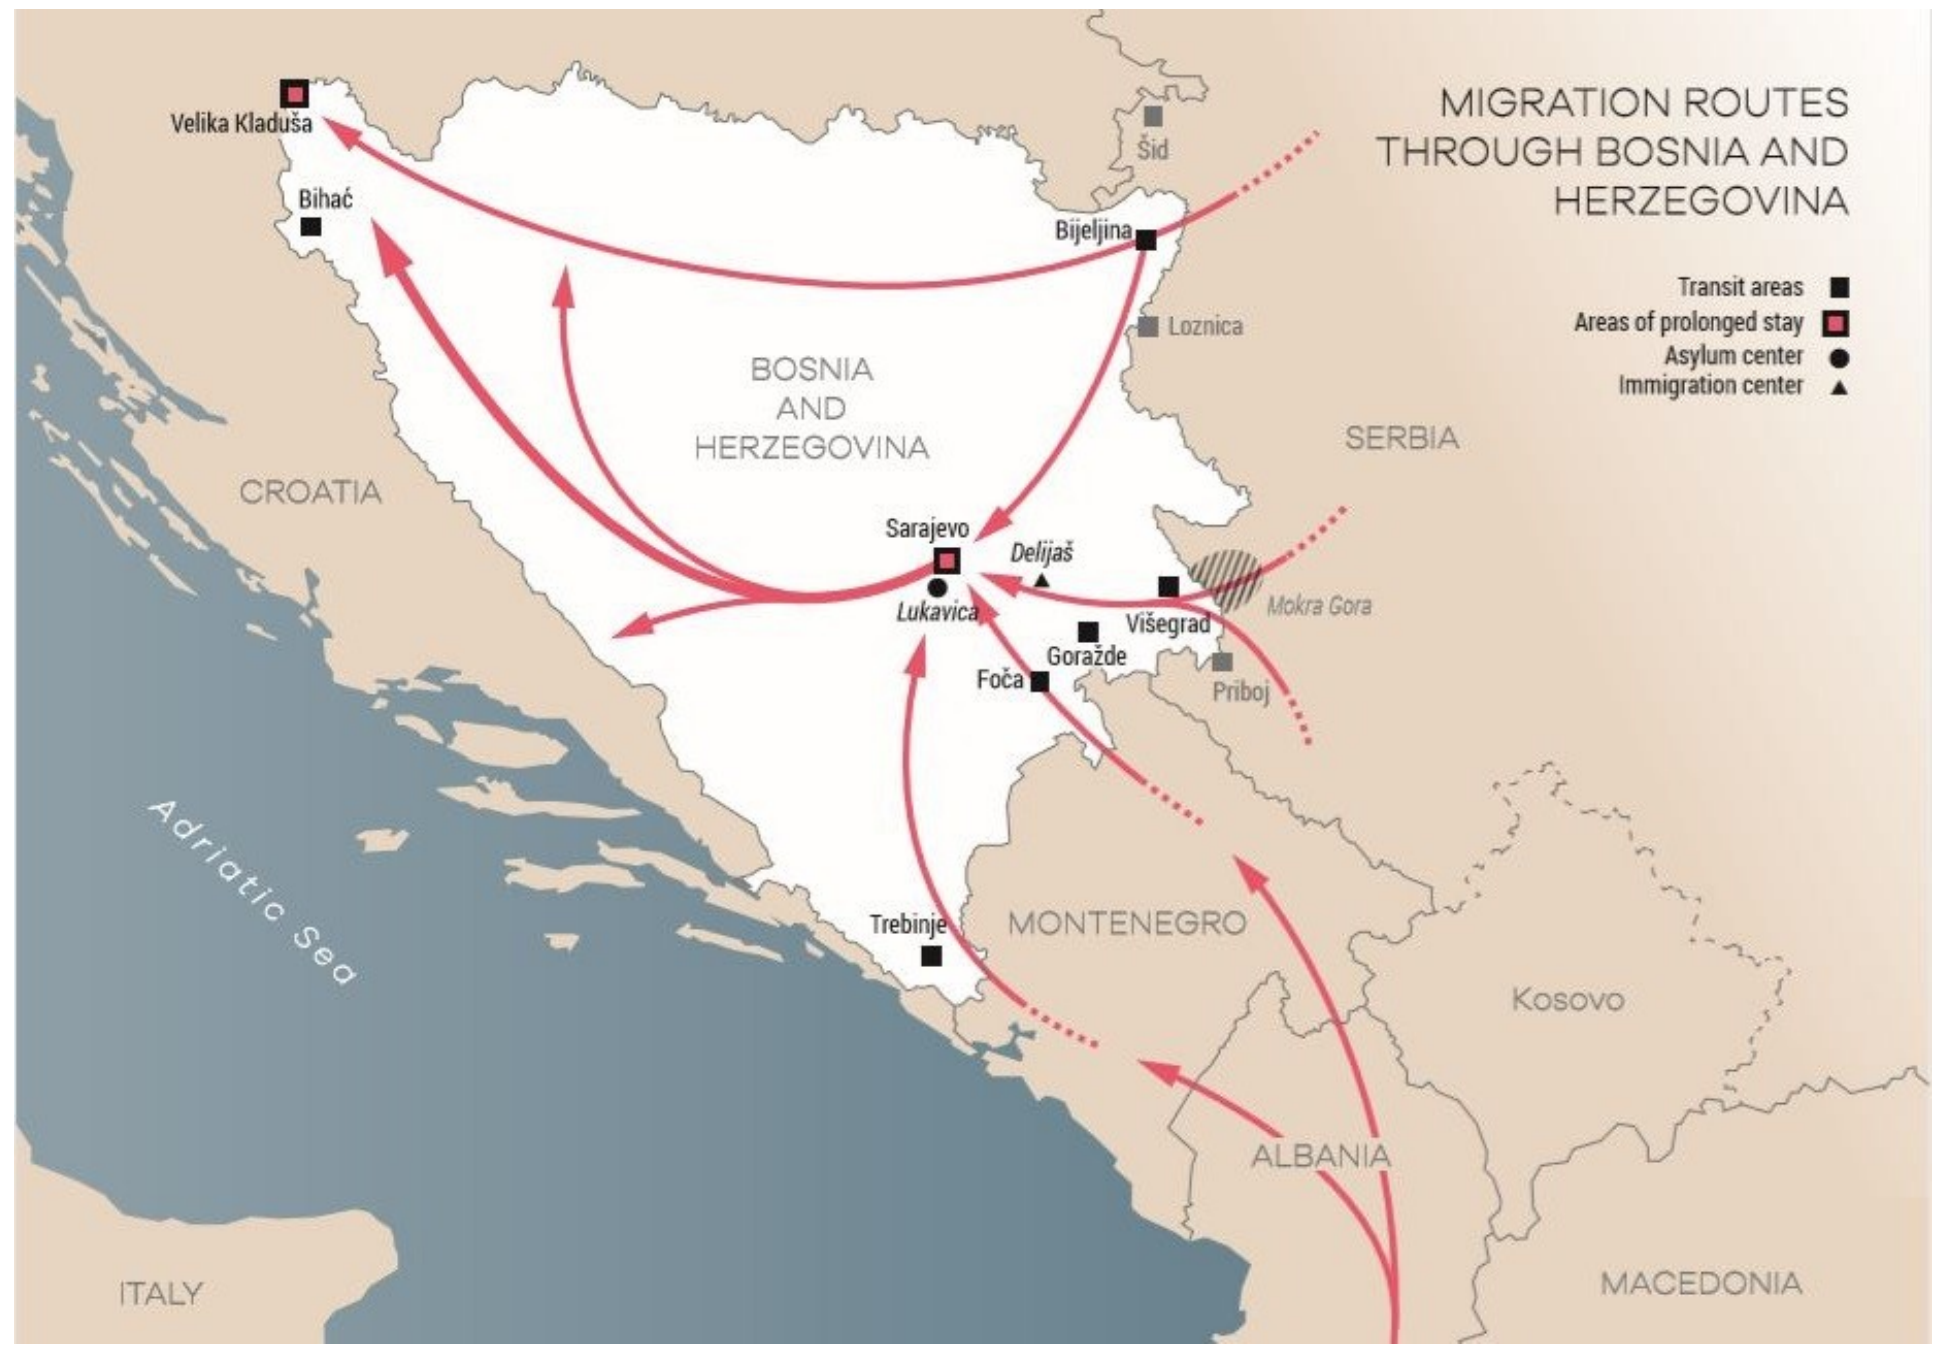 MIGRATION ROUTES
THROUGH BOSNIA AND
HERZEGOVINA
Transit areas
Areas of prolonged stay
Asylum center
Immigration center
Velika Kladuša
Bihać
Šid
Bijeljina
Loznica
BOSNIA
AND
HERZEGOVINA
SERBIA
CROATIA
Sarajevo
Delijaš
Lukavica
Mokra Gora
Višegrad
Goražde
Foča
Priboj
Adriatic Sea
Trebinje
MONTENEGRO
Kosovo
ALBANIA
ITALY
MACEDONIA